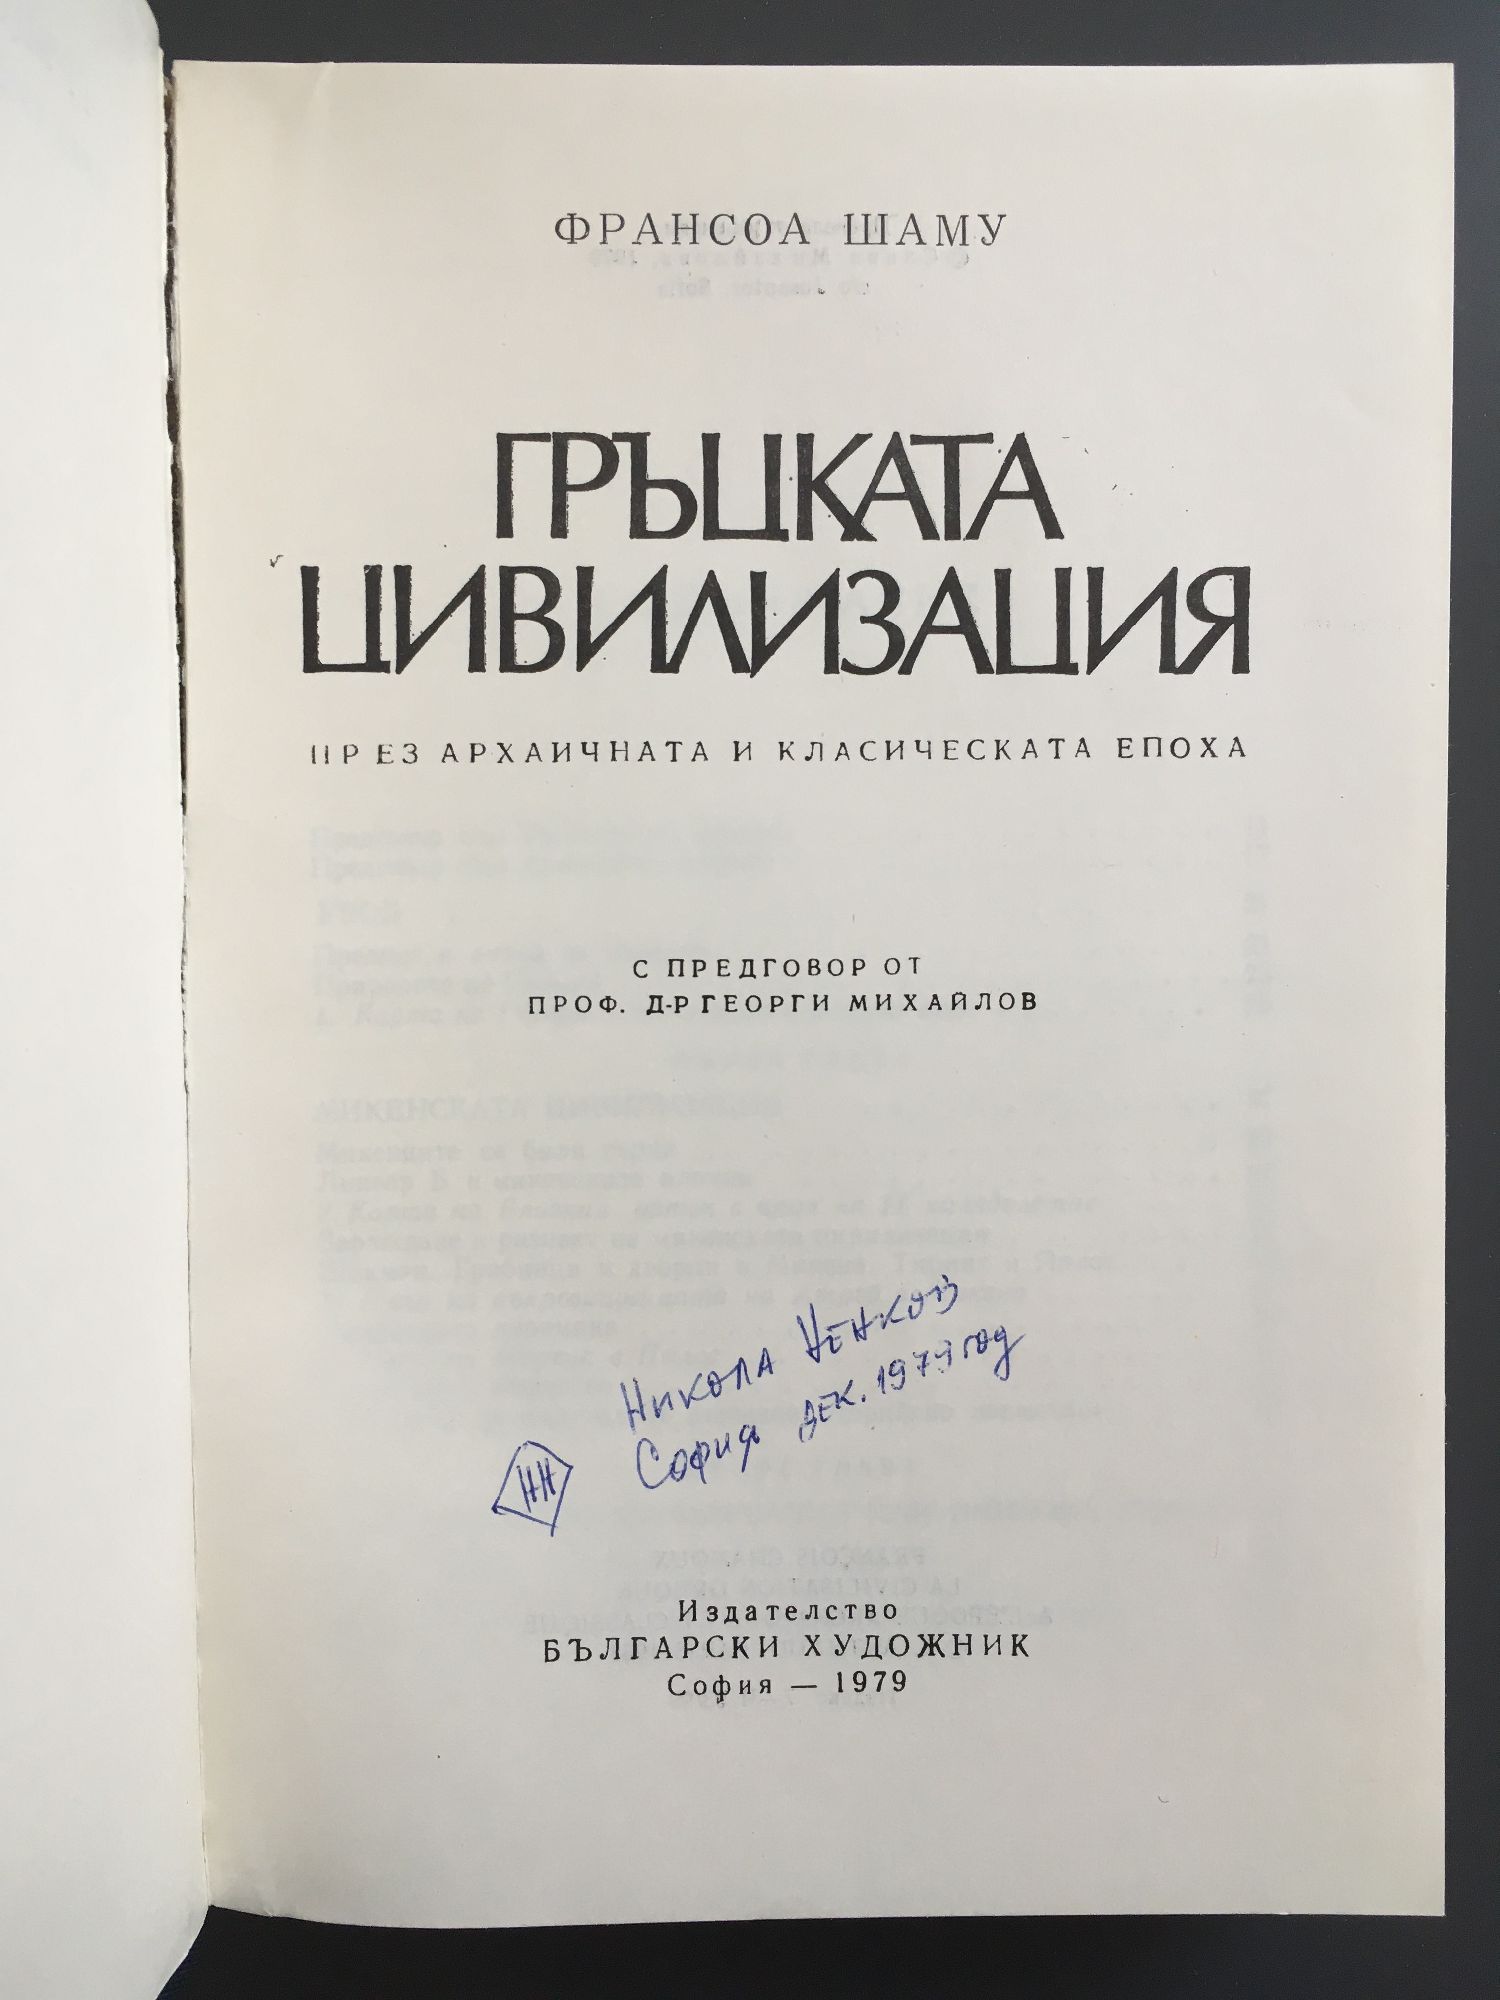 ФРАНСОА ШАМУ
ГРЪЦКАТА
ЦИВИЛИЗАЦИЯ
ПРЕЗ АРХАИЧНАТА И КЛАСИЧЕСКАТА ЕПОХА
С ПРЕДГОВОР ОТ
ПРОФ. Д-Р ГЕОРГИ МИХАЙЛОВ
НИКОЛА НЕНКОВ
СОФИЯ ДЕК. 1979 год
НН
Издателство
БЪЛГАРСКИ ХУДОЖНИК
София — 1979